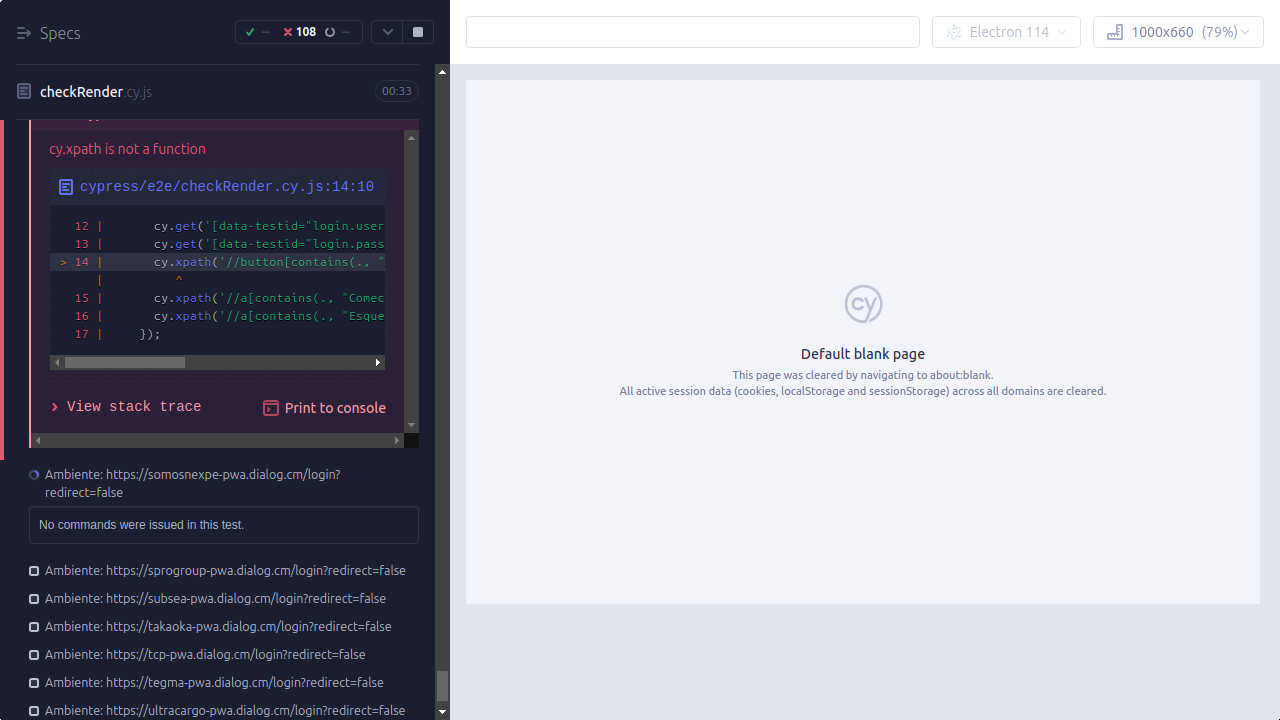 Specs
-- 108 --
Electron 114
1000x660 (79%)
checkRender.cy.js
00:33
cy.xpath is not a function
cypress/e2e/checkRender.cy.js:14:10
12 | cy.get('[data-testid="login.user
13 | cy.get('[data-testid="login.pass
> 14 | cy.xpath('//button[contains(., "
| ^
15 | cy.xpath('//a[contains(., "Comec
16 | cy.xpath('//a[contains(., "Esque
17 | });
View stack trace
Print to console
Ambiente: https://somosnexpe-pwa.dialog.cm/login?
redirect=false
No commands were issued in this test.
Ambiente: https://sprogroup-pwa.dialog.cm/login?redirect=false
Ambiente: https://subsea-pwa.dialog.cm/login?redirect=false
Ambiente: https://takaoka-pwa.dialog.cm/login?redirect=false
Ambiente: https://tcp-pwa.dialog.cm/login?redirect=false
Ambiente: https://tegma-pwa.dialog.cm/login?redirect=false
Ambiente: https://ultracargo-pwa.dialog.cm/login?redirect=false
cy
Default blank page
This page was cleared by navigating to about:blank.
All active session data (cookies, localStorage and sessionStorage) across all domains are cleared.